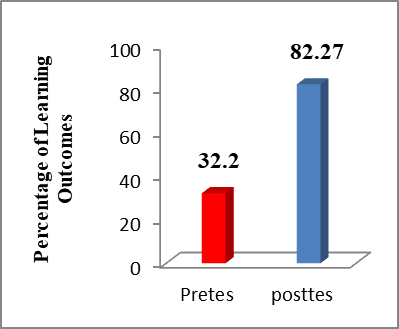 Percentage of Learning
Outcomes
100
80
60
40
20
0
32.2
82.27
Pretes
posttes